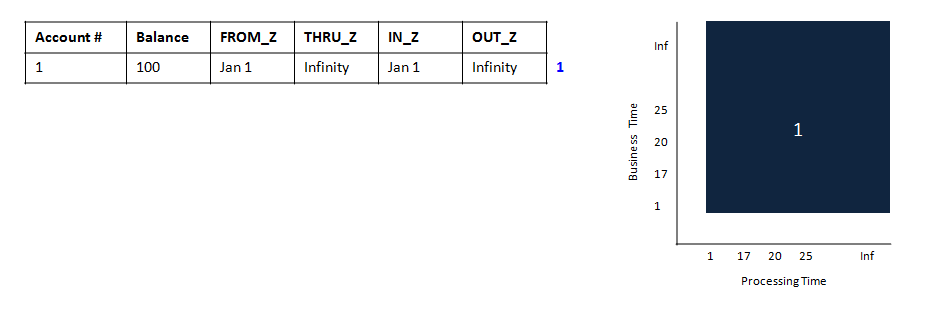 Account # Balance FROM_Z THRU_Z IN_Z OUT_Z
1 100 Jan 1 Infinity Jan 1 Infinity 1
Inf
25
20
17
1
Business Time
1
1 17 20 25 Inf
Processing Time